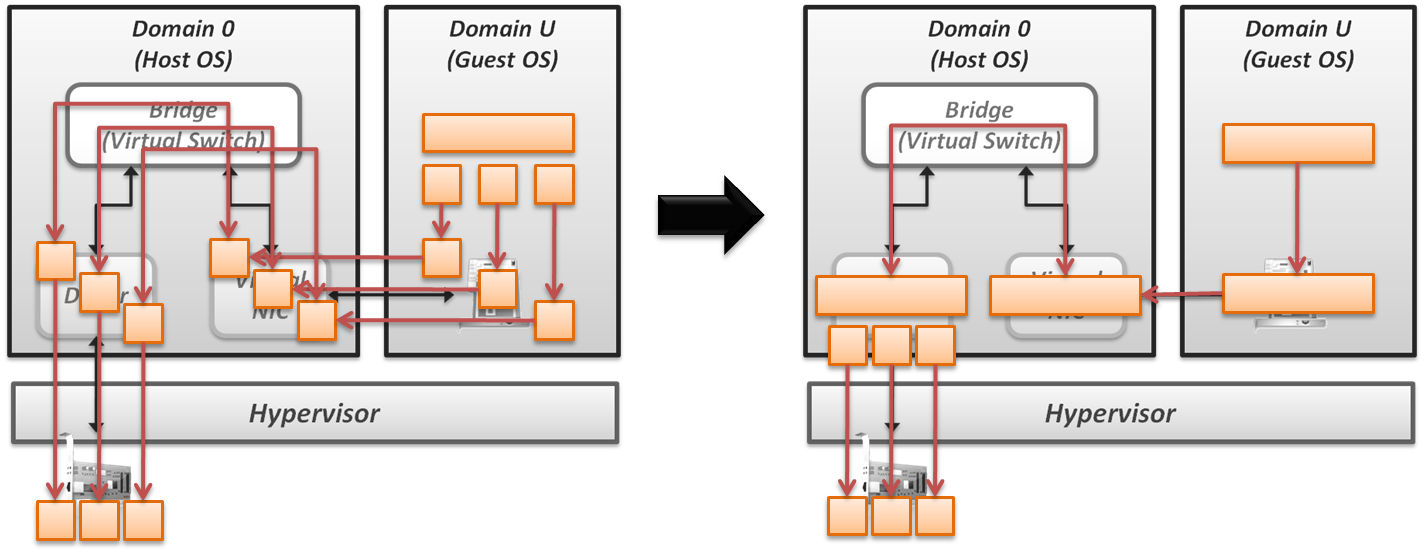 Domain 0
(Host OS)
Domain U
(Guest OS)
Bridge
(Virtual Switch)
NIC
Hypervisor
Domain 0
(Host OS)
Domain U
(Guest OS)
Bridge
(Virtual Switch)
Hypervisor